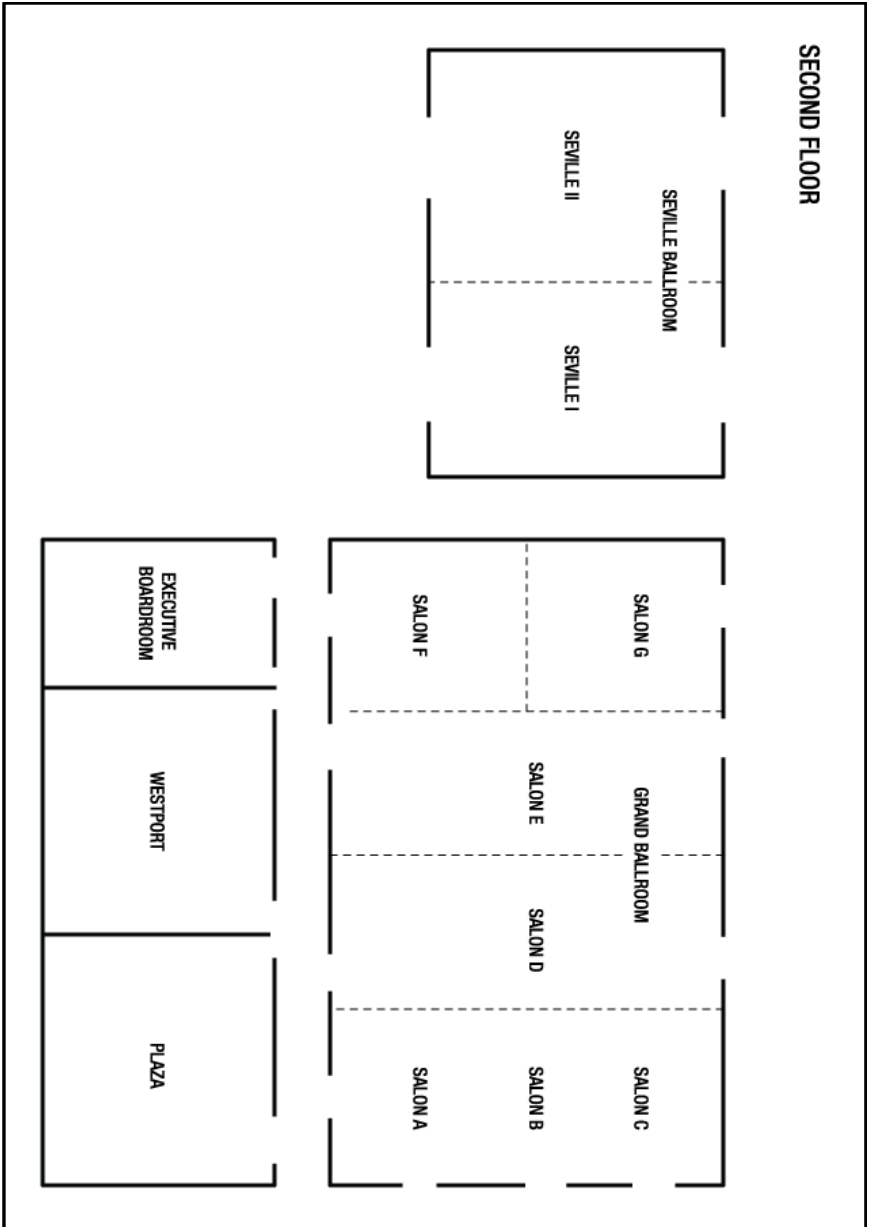 SECOND FLOOR
SEVILLE BALLROOM
SEVILLE II
SEVILLE I
SALON G
GRAND BALLROOM
SALON C
SALON F
SALON E
SALON D
SALON B
SALON A
EXECUTIVE
BOARDROOM
WESTPORT
PLAZA